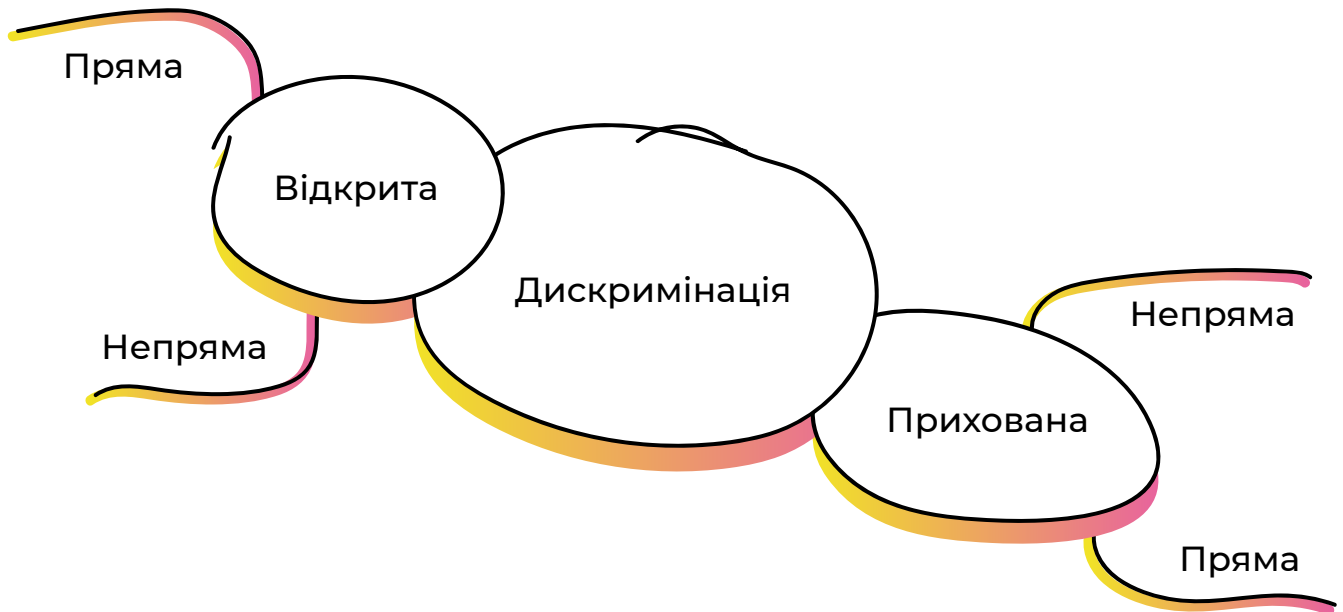 Пряма
Відкрита
Дискримінація
Непряма
Непряма
Прихована
Пряма